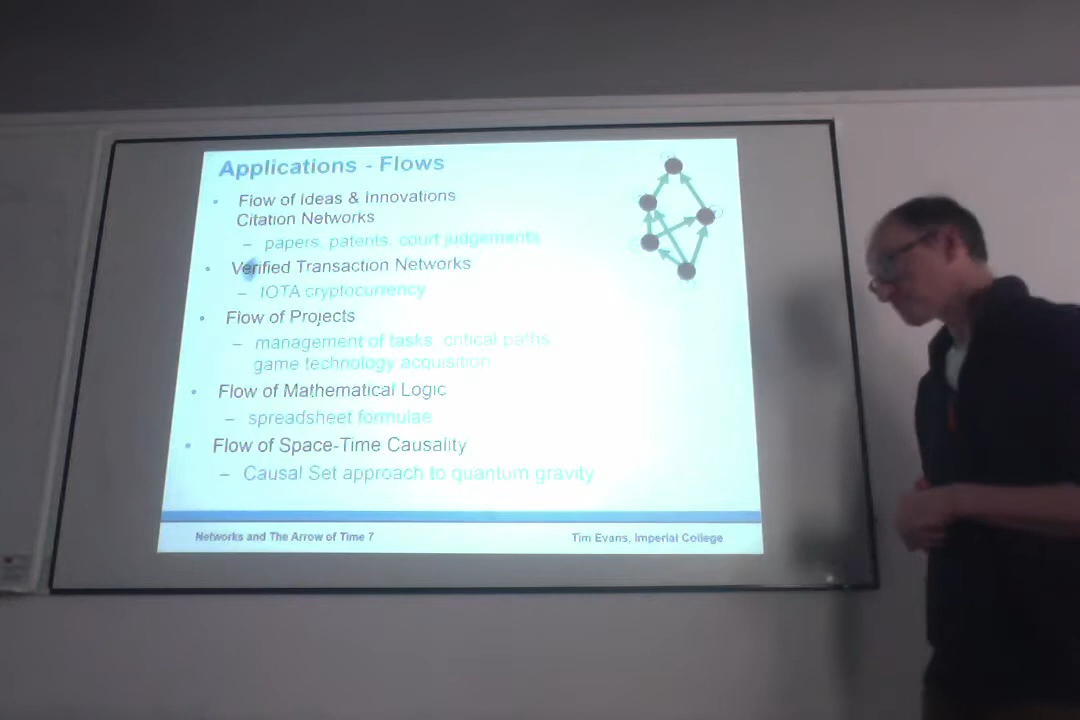 Applications - Flows
• Flow of Ideas & Innovations
Citation Networks
– papers, patents, court judgements
• Verified Transaction Networks
– IOTA cryptocurrency
• Flow of Projects
– management of tasks, critical paths
game technology acquisition
• Flow of Mathematical Logic
– spreadsheet formulae
• Flow of Space-Time Causality
– Causal Set approach to quantum gravity
Networks and The Arrow of Time 7
Tim Evans, Imperial College